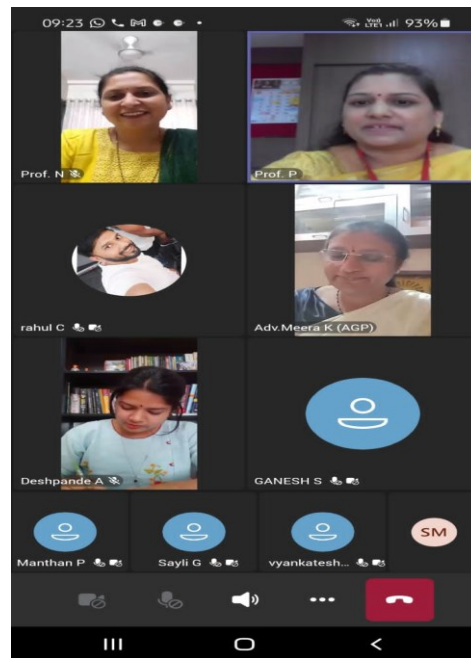 09:23 93%
Prof. N
Prof. P
rahul C
Adv.Meera K (AGP)
Deshpande A
GANESH S
SM
Manthan P
Sayli G
vyankatesh...